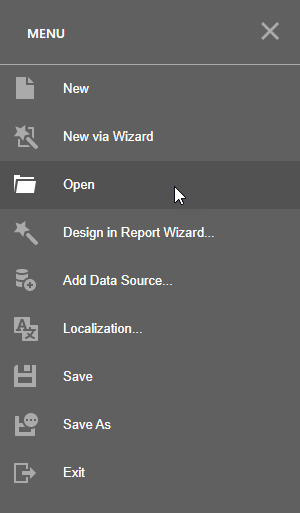 MENU
New
New via Wizard
Open
Design in Report Wizard...
Add Data Source...
Localization...
Save
Save As
Exit